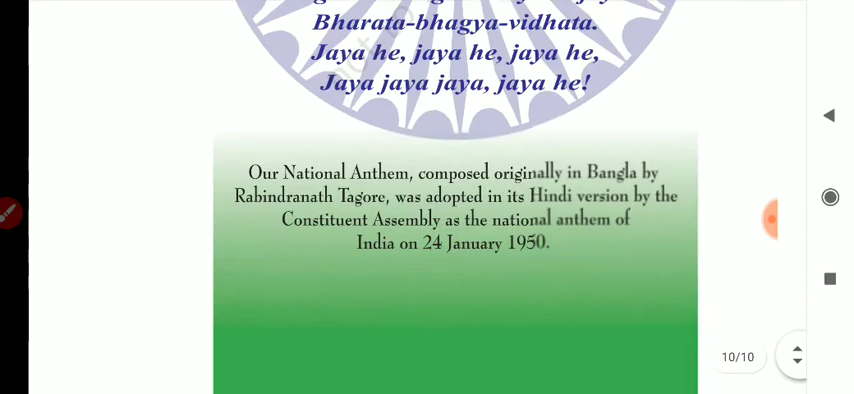 Bharata-bhagya-vidhata.
Jaya he, jaya he, jaya he,
Jaya jaya jaya, jaya he!
Our National Anthem, composed originally in Bangla by
Rabindranath Tagore, was adopted in its Hindi version by the
Constituent Assembly as the national anthem of
India on 24 January 1950.
10/10